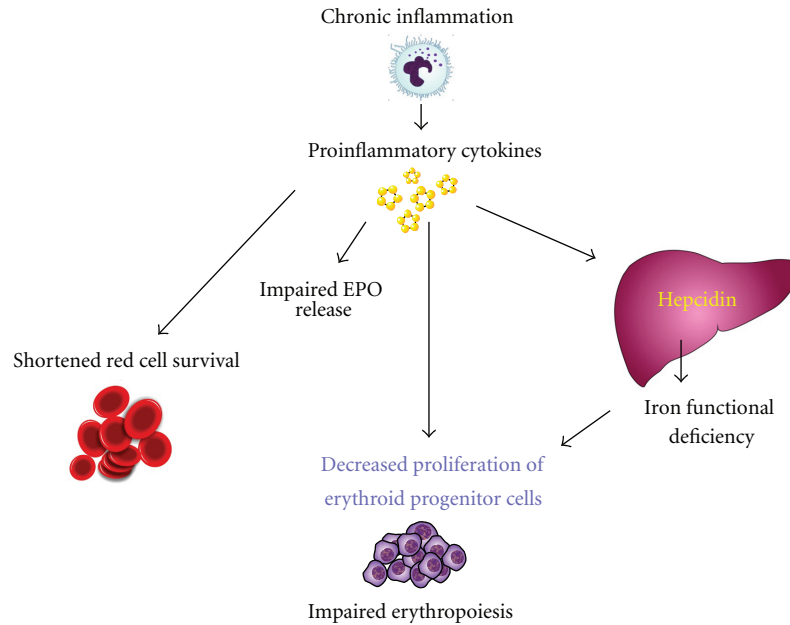 Chronic inflammation
Proinflammatory cytokines
Impaired EPO
release
Hepcidin
Shortened red cell survival
Iron functional
deficiency
Decreased proliferation of
erythroid progenitor cells
Impaired erythropoiesis